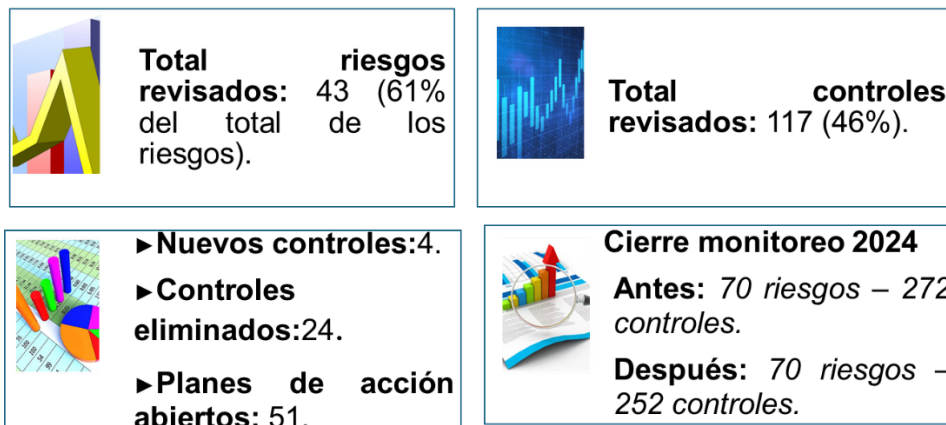 Total riesgos
revisados: 43 (61%
del total de los
riesgos).
Total controles
revisados: 117 (46%).
►Nuevos controles:4.
►Controles
eliminados:24.
►Planes de acción
abiertos: 51.
Cierre monitoreo 2024
Antes: 70 riesgos – 272
controles.
Después: 70 riesgos –
252 controles.